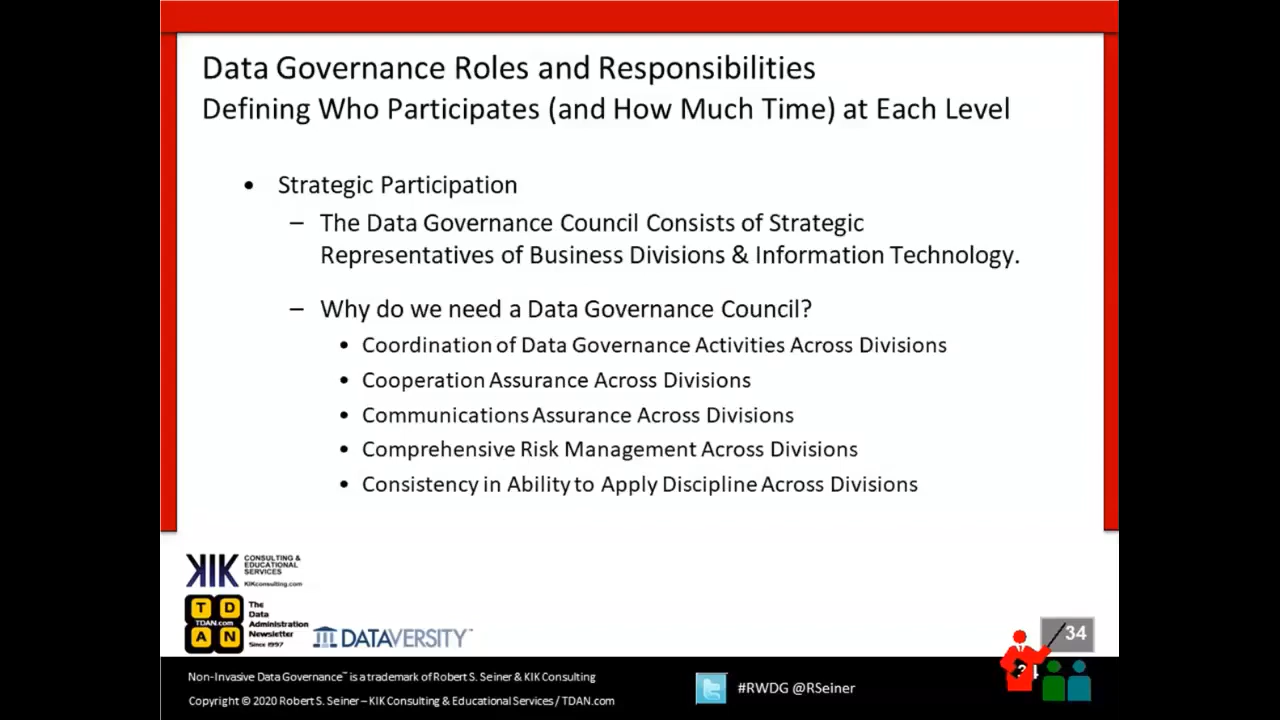 Data Governance Roles and Responsibilities
Defining Who Participates (and How Much Time) at Each Level
• Strategic Participation
– The Data Governance Council Consists of Strategic
Representatives of Business Divisions & Information Technology.
– Why do we need a Data Governance Council?
• Coordination of Data Governance Activities Across Divisions
• Cooperation Assurance Across Divisions
• Communications Assurance Across Divisions
• Comprehensive Risk Management Across Divisions
• Consistency in Ability to Apply Discipline Across Divisions
KIK
CONSULTING &
EDUCATIONAL
SERVICES
KIKconsulting.com
T D
TDAN.com
A N
The
Data
Administration
Newsletter
Since 1997
DATAVERSITY™
34
Non-Invasive Data Governance™ is a trademark of Robert S. Seiner & KIK Consulting
Copyright © 2020 Robert S. Seiner – KIK Consulting & Educational Services / TDAN.com
#RWDG @RSeiner